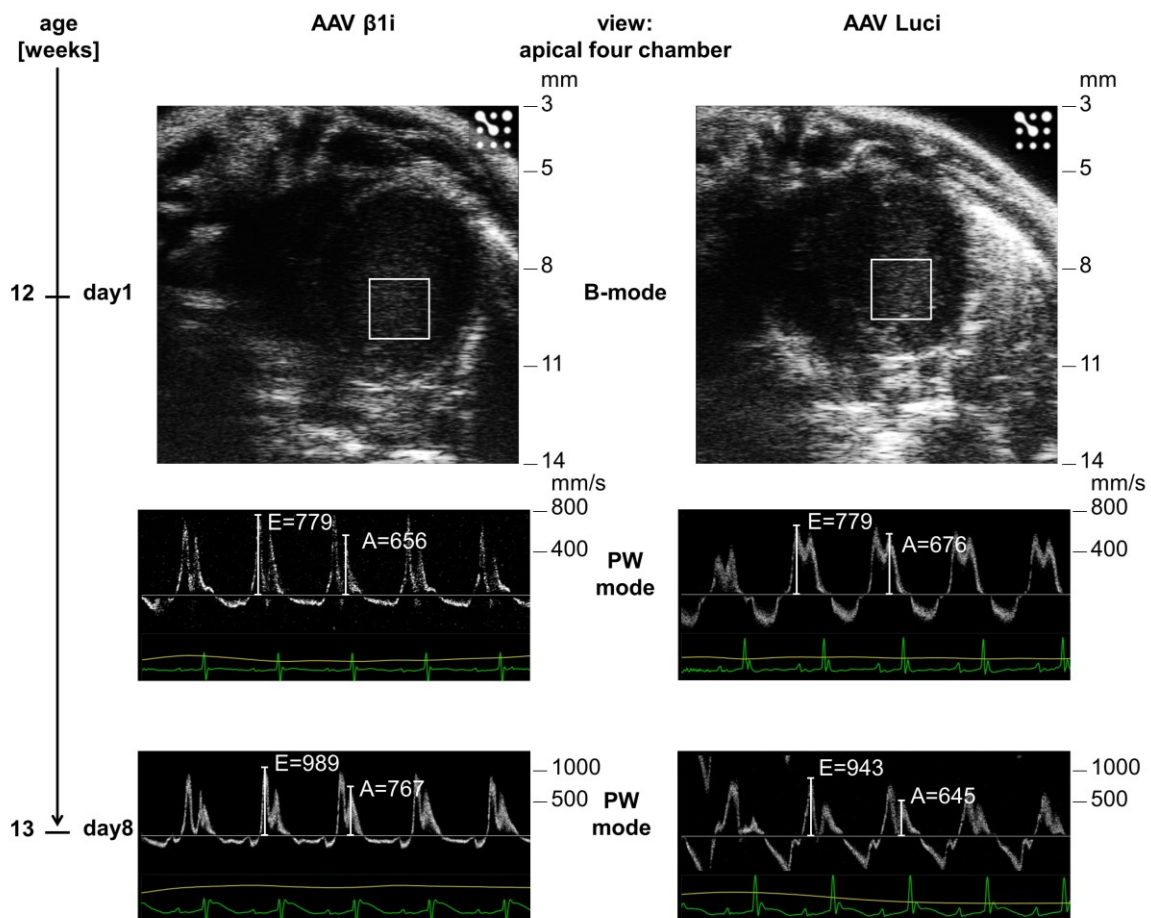 age
[weeks]
AAV β1i
view:
apical four chamber
AAV Luci
mm
3
5
8
11
14
mm
3
5
8
11
14
12
day1
B-mode
mm/s
800
400
mm/s
800
400
E=779
A=656
PW
mode
E=779
A=676
13
day8
E=989
A=767
1000
500
PW
mode
E=943
A=645
1000
500